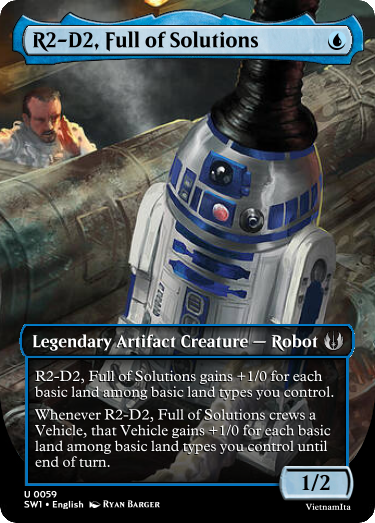 R2-D2, Full of Solutions
Legendary Artifact Creature — Robot
R2-D2, Full of Solutions gains +1/0 for each
basic land among basic land types you control.
Whenever R2-D2, Full of Solutions crews a
Vehicle, that Vehicle gains +1/0 for each basic
land among basic land types you control until
end of turn.
1/2
U 0059
SW1 • English Ryan Barger
VietnamIta